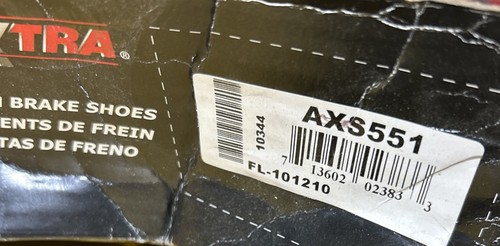 XTRA®
BRAKE SHOES
ENTS DE FREIN
TAS DE FRENO
10344
AXS551
7 13602 02383 3
FL-101210